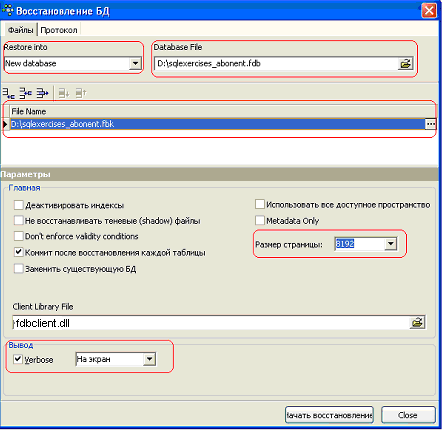 Восстановление БД
Файлы Протокол
Restore into Database File
New database D:\sqlexercises_abonent.fdb
File Name
D:\sqlexercises_abonent.fbk ...
Параметры
Главная
Деактивировать индексы Использовать все доступное пространство
Не восстанавливать теневые (shadow) файлы Metadata Only
Don't enforce validity conditions Размер страницы: 8192
Коммит после восстановления каждой таблицы
Заменить существующую БД
Client Library File
fdbclient.dll
Вывод
Verbose На экран
Начать восстановление Close